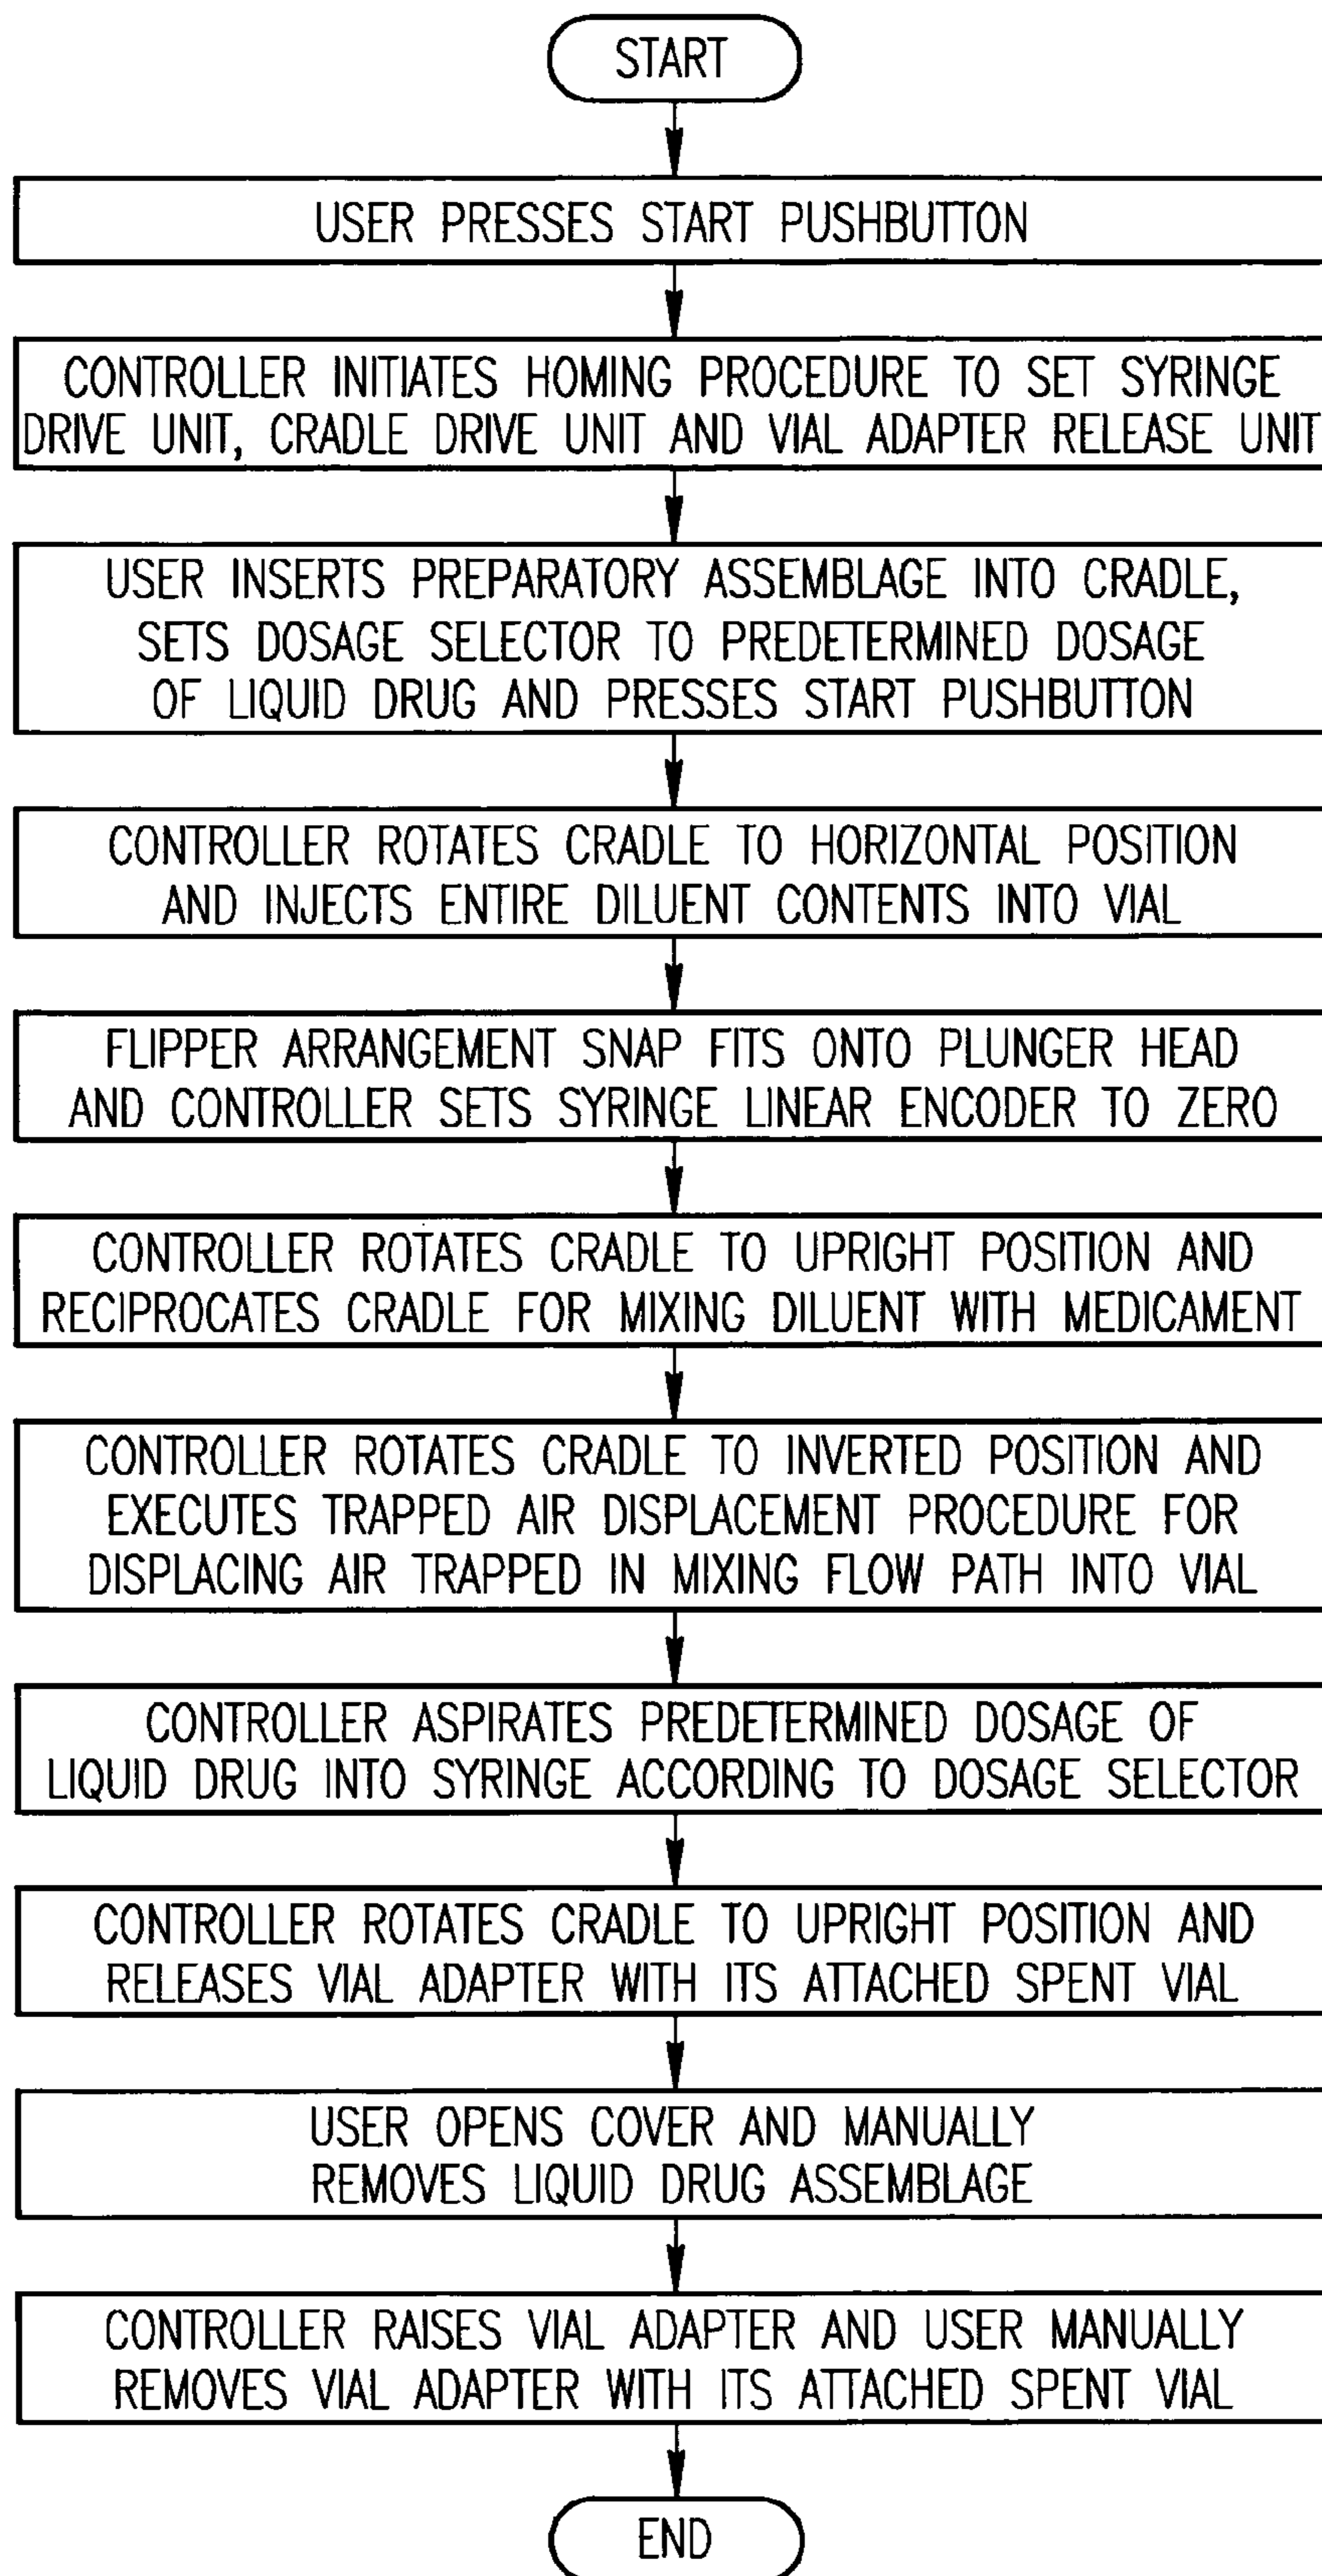 START
USER PRESSES START PUSHBUTTON
CONTROLLER INITIATES HOMING PROCEDURE TO SET SYRINGE
DRIVE UNIT, CRADLE DRIVE UNIT AND VIAL ADAPTER RELEASE UNIT
USER INSERTS PREPARATORY ASSEMBLAGE INTO CRADLE,
SETS DOSAGE SELECTOR TO PREDETERMINED DOSAGE
OF LIQUID DRUG AND PRESSES START PUSHBUTTON
CONTROLLER ROTATES CRADLE TO HORIZONTAL POSITION
AND INJECTS ENTIRE DILUENT CONTENTS INTO VIAL
FLIPPER ARRANGEMENT SNAP FITS ONTO PLUNGER HEAD
AND CONTROLLER SETS SYRINGE LINEAR ENCODER TO ZERO
CONTROLLER ROTATES CRADLE TO UPRIGHT POSITION AND
RECIPROCATES CRADLE FOR MIXING DILUENT WITH MEDICAMENT
CONTROLLER ROTATES CRADLE TO INVERTED POSITION AND
EXECUTES TRAPPED AIR DISPLACEMENT PROCEDURE FOR
DISPLACING AIR TRAPPED IN MIXING FLOW PATH INTO VIAL
CONTROLLER ASPIRATES PREDETERMINED DOSAGE OF
LIQUID DRUG INTO SYRINGE ACCORDING TO DOSAGE SELECTOR
CONTROLLER ROTATES CRADLE TO UPRIGHT POSITION AND
RELEASES VIAL ADAPTER WITH ITS ATTACHED SPENT VIAL
USER OPENS COVER AND MANUALLY
REMOVES LIQUID DRUG ASSEMBLAGE
CONTROLLER RAISES VIAL ADAPTER AND USER MANUALLY
REMOVES VIAL ADAPTER WITH ITS ATTACHED SPENT VIAL
END